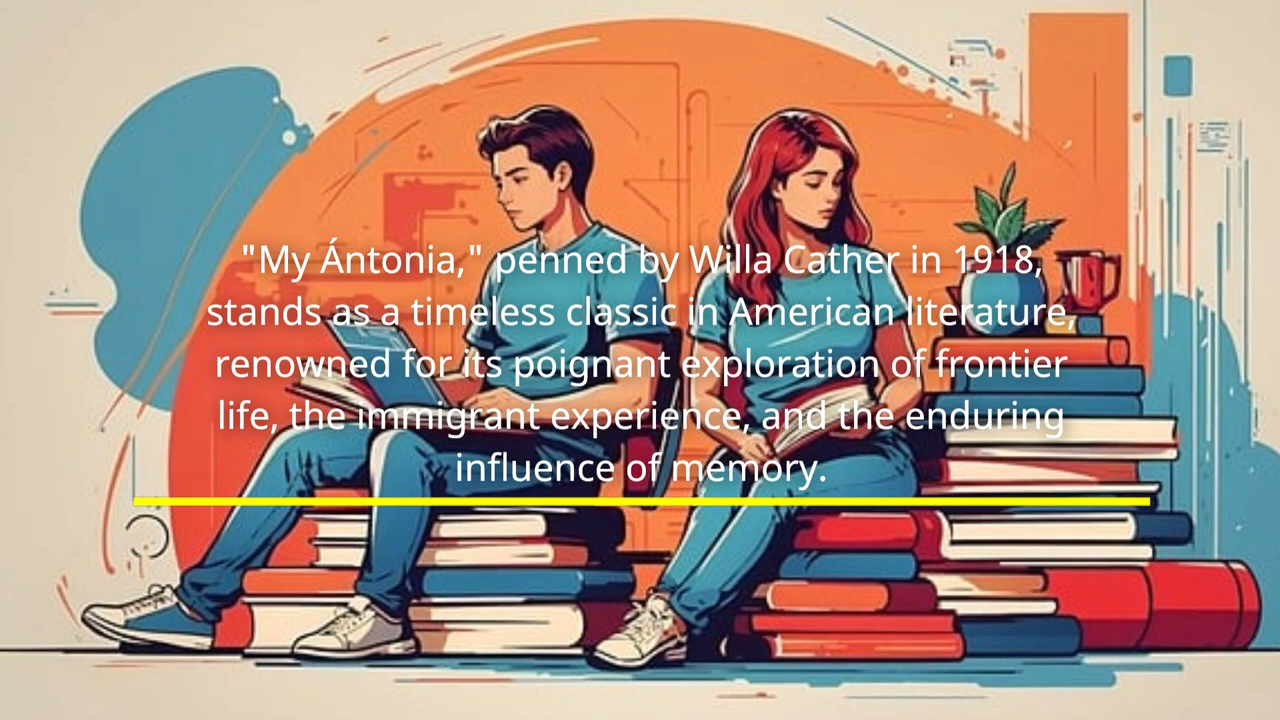 "My Ántonia," penned by Willa Cather in 1918,
stands as a timeless classic in American literature,
renowned for its poignant exploration of frontier
life, the immigrant experience, and the enduring
influence of memory.